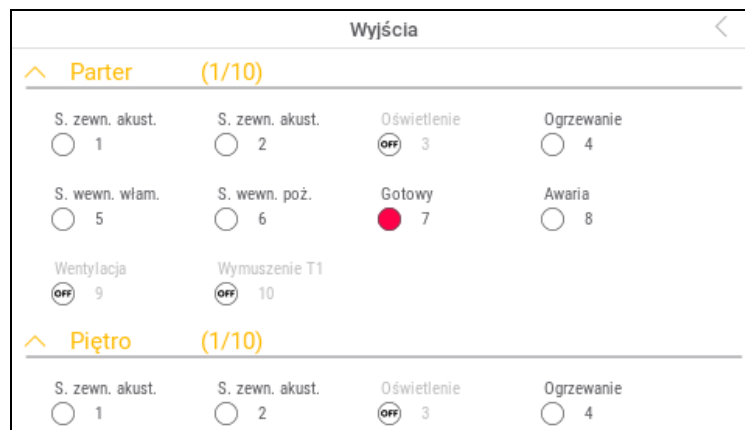 Wyjścia
Parter (1/10)
S. zewn. akust. S. zewn. akust. Oświetlenie Ogrzewanie
1 2 OFF 3 4
S. wewn. włam. S. wewn. poż. Gotowy Awaria
5 6 7 8
Wentylacja Wymuszenie T1
OFF 9 OFF 10
Piętro (1/10)
S. zewn. akust. S. zewn. akust. Oświetlenie Ogrzewanie
1 2 OFF 3 4